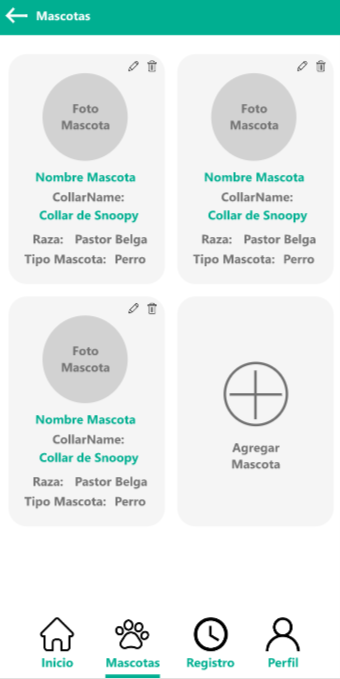 Mascotas
Foto
Mascota
Nombre Mascota
CollarName:
Collar de Snoopy
Raza: Pastor Belga
Tipo Mascota: Perro
Foto
Mascota
Nombre Mascota
CollarName:
Collar de Snoopy
Raza: Pastor Belga
Tipo Mascota: Perro
Foto
Mascota
Nombre Mascota
CollarName:
Collar de Snoopy
Raza: Pastor Belga
Tipo Mascota: Perro
Agregar
Mascota
Inicio
Mascotas
Registro
Perfil